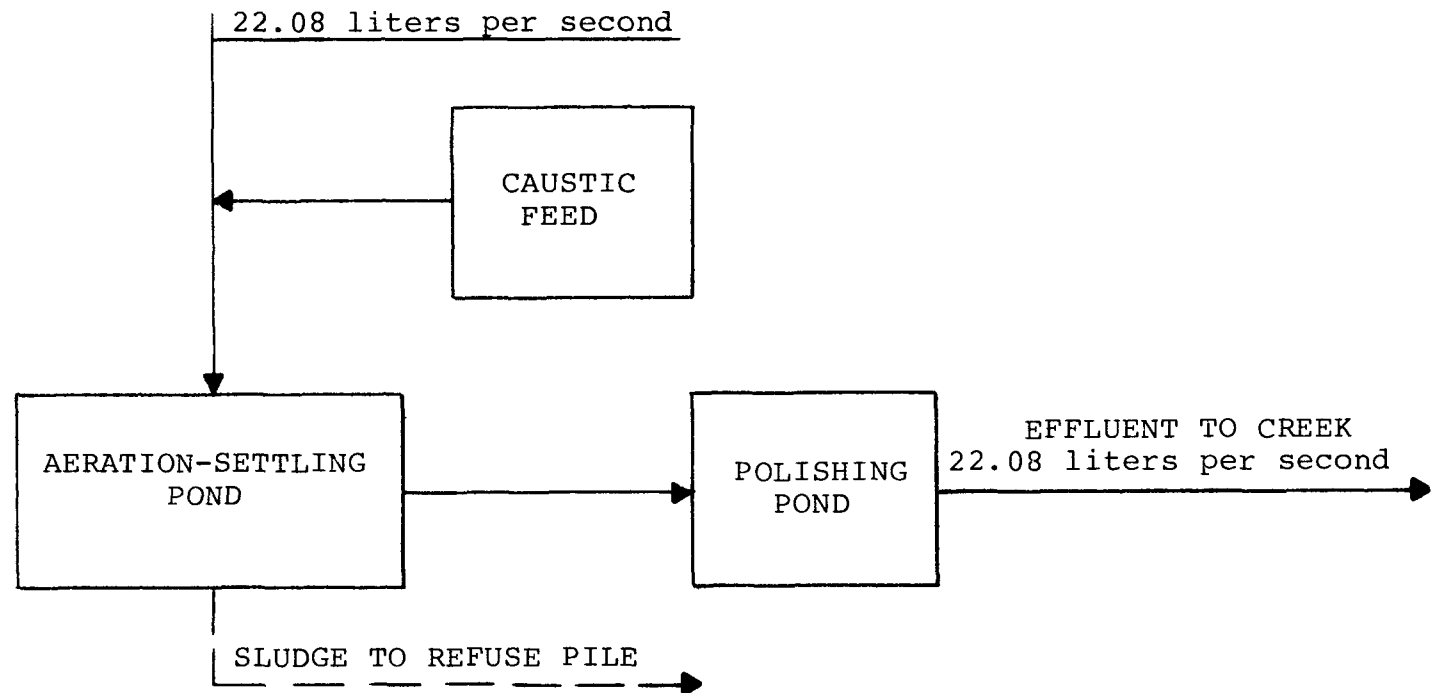 22.08 liters per second
CAUSTIC
FEED
AERATION-SETTLING
POND
POLISHING
POND
EFFLUENT TO CREEK
22.08 liters per second
SLUDGE TO REFUSE PILE